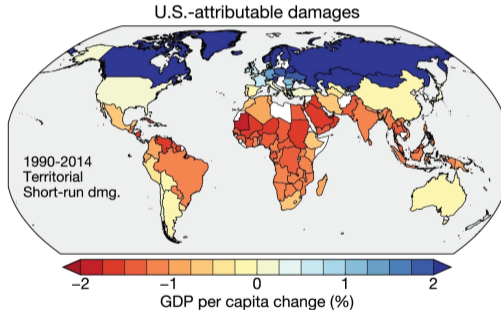 U.S.-attributable damages
1990-2014
Territorial
Short-run dmg.
−2 −1 0 1 2
GDP per capita change (%)